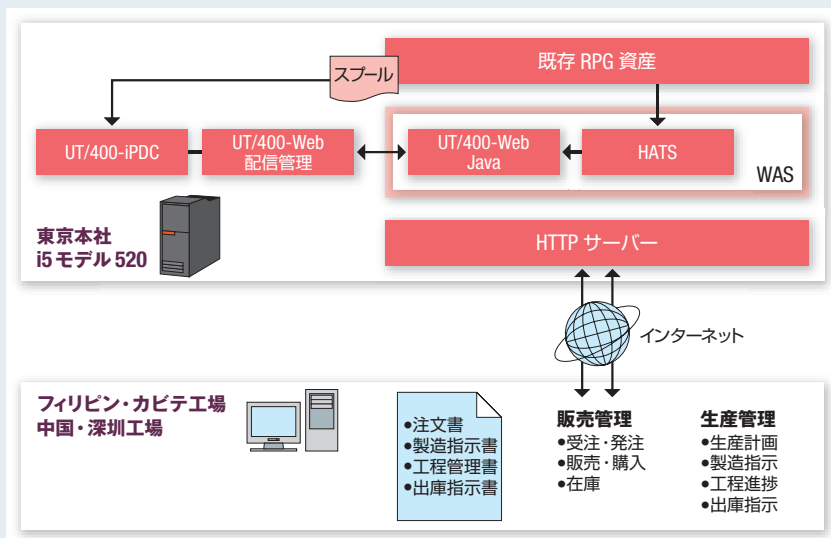 既存 RPG 資産
スプール
UT/400-iPDC
UT/400-Web
配信管理
UT/400-Web
Java
HATS
WAS
東京本社
i5 モデル 520
HTTP サーバー
インターネット
フィリピン・カビテ工場
中国・深圳工場
●注文書
●製造指示書
●工程管理書
●出庫指示書
販売管理
●受注・発注
●販売・購入
●在庫
生産管理
●生産計画
●製造指示
●工程進捗
●出庫指示